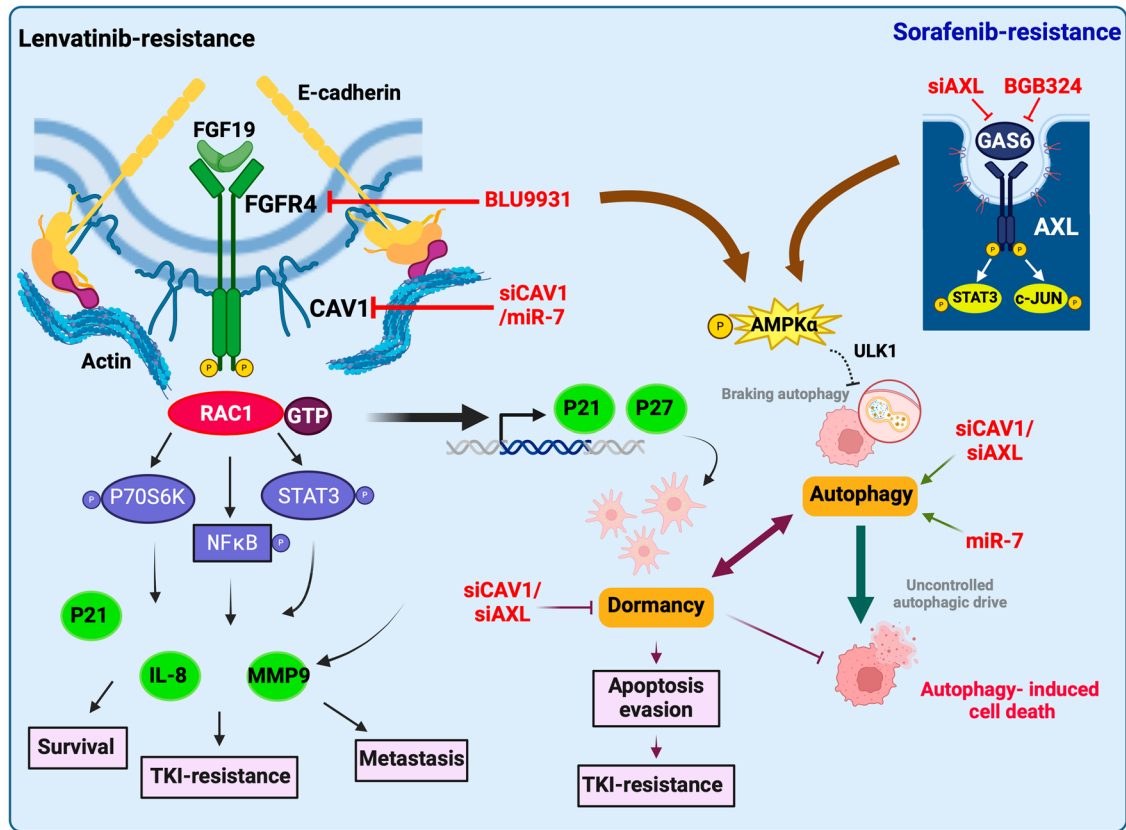 Lenvatinib-resistance
Sorafenib-resistance
E-cadherin
FGF19
FGFR4
BLU9931
CAV1
siCAV1
/miR-7
Actin
P
P
RAC1
GTP
P70S6K
P
STAT3
P
NFκB
P
P21
IL-8
MMP9
Survival
TKI-resistance
Metastasis
siAXL
BGB324
GAS6
AXL
P
P
STAT3
P
c-JUN
P
P
AMPKα
ULK1
Braking autophagy
P21
P27
siCAV1/
siAXL
Autophagy
miR-7
Uncontrolled
autophagic drive
siCAV1/
siAXL
Dormancy
Apoptosis
evasion
TKI-resistance
Autophagy- induced
cell death